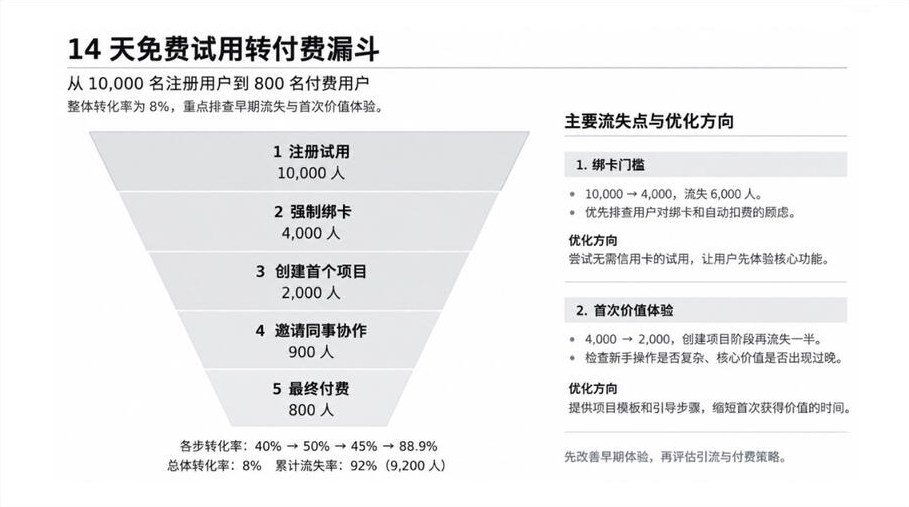 14 天免费试用转付费漏斗
从 10,000 名注册用户到 800 名付费用户
整体转化率为 8%，重点排查早期流失与首次价值体验。
1 注册试用
10,000 人
2 强制绑卡
4,000 人
3 创建首个项目
2,000 人
4 邀请同事协作
900 人
5 最终付费
800 人
各步转化率：40% → 50% → 45% → 88.9%
总体转化率：8% 累计流失率：92%（9,200 人）
主要流失点与优化方向
1. 绑卡门槛
• 10,000 → 4,000，流失 6,000 人。
• 优先排查用户对绑卡和自动扣费的顾虑。
优化方向
尝试无需信用卡的试用，让用户先体验核心功能。
2. 首次价值体验
• 4,000 → 2,000，创建项目阶段再流失一半。
• 检查新手操作是否复杂、核心价值是否出现过晚。
优化方向
提供项目模板和引导步骤，缩短首次获得价值的时间。
先改善早期体验，再评估引流与付费策略。